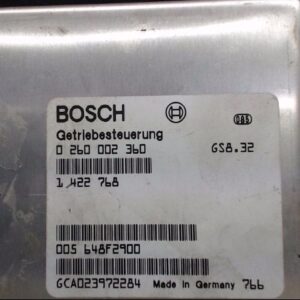 BOSCH
Getriebesteuerung
0 260 002 360 GS8.32
1 422 768
005 648F2900
GCA023972284 Made in Germany 766